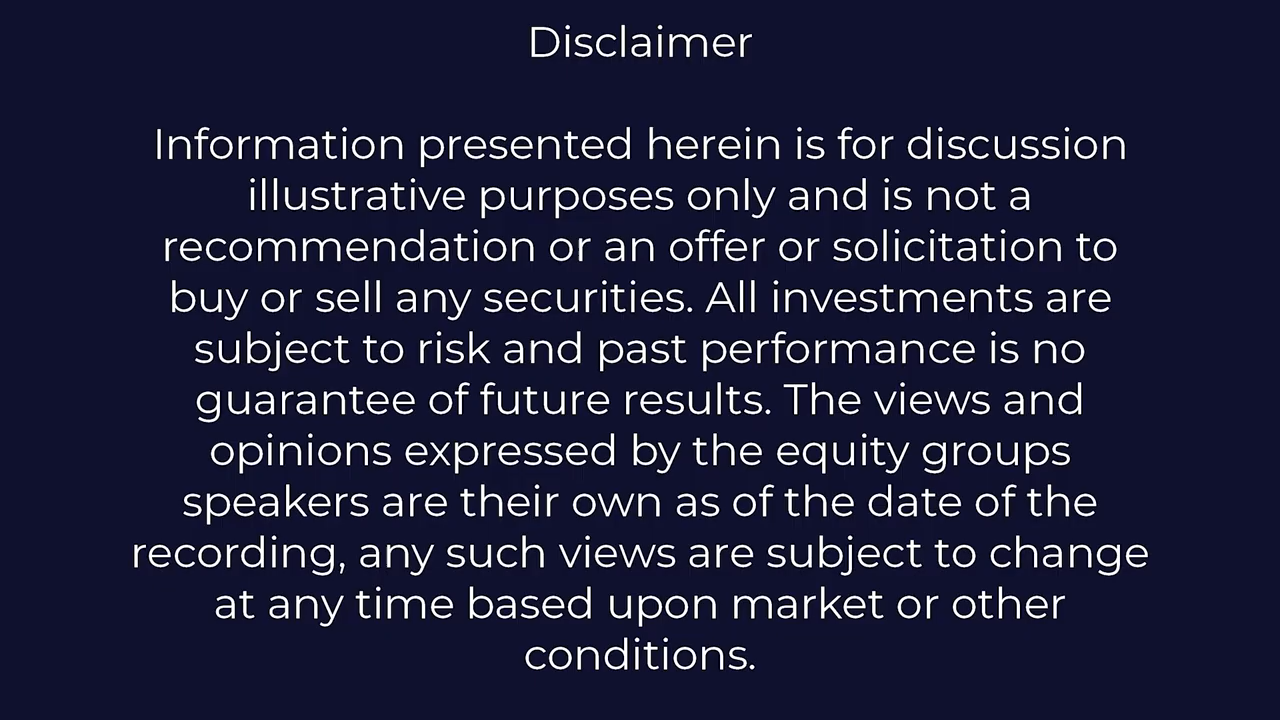 Disclaimer
Information presented herein is for discussion
illustrative purposes only and is not a
recommendation or an offer or solicitation to
buy or sell any securities. All investments are
subject to risk and past performance is no
guarantee of future results. The views and
opinions expressed by the equity groups
speakers are their own as of the date of the
recording, any such views are subject to change
at any time based upon market or other
conditions.